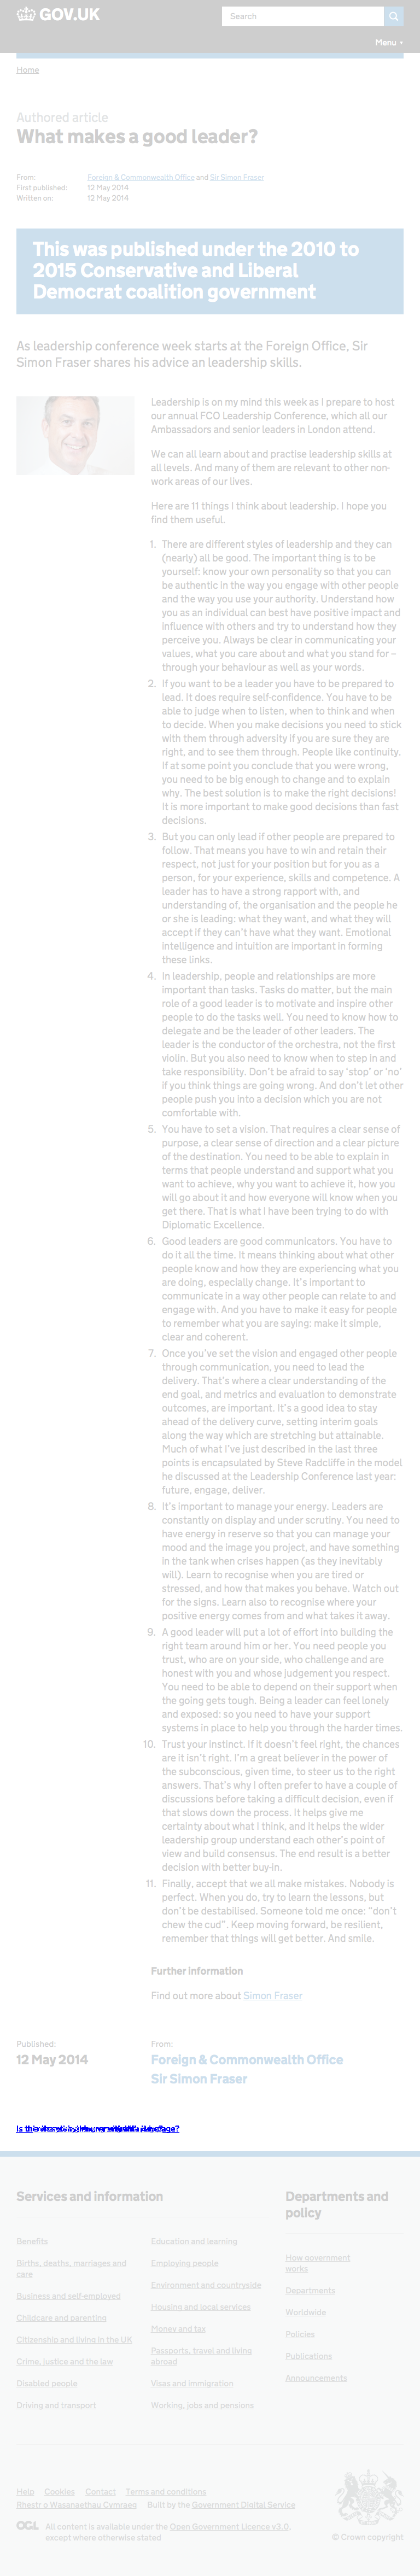 GOV.UK
Search
Menu
Home
Authored article
What makes a good leader?
From: Foreign & Commonwealth Office and Sir Simon Fraser
First published: 12 May 2014
Written on: 12 May 2014
This was published under the 2010 to
2015 Conservative and Liberal
Democrat coalition government
As leadership conference week starts at the Foreign Office, Sir
Simon Fraser shares his advice an leadership skills.
Leadership is on my mind this week as I prepare to host
our annual FCO Leadership Conference, which all our
Ambassadors and senior leaders in London attend.
We can all learn about and practise leadership skills at
all levels. And many of them are relevant to other non-
work areas of our lives.
Here are 11 things I think about leadership. I hope you
find them useful.
1. There are different styles of leadership and they can
(nearly) all be good. The important thing is to be
yourself: know your own personality so that you can
be authentic in the way you engage with other people
and the way you use your authority. Understand how
you as an individual can best have positive impact and
influence with others and try to understand how they
perceive you. Always be clear in communicating your
values, what you care about and what you stand for –
through your behaviour as well as your words.
2. If you want to be a leader you have to be prepared to
lead. It does require self-confidence. You have to be
able to judge when to listen, when to think and when
to decide. When you make decisions you need to stick
with them through adversity if you are sure they are
right, and to see them through. People like continuity.
If at some point you conclude that you were wrong,
you need to be big enough to change and to explain
why. The best solution is to make the right decisions!
It is more important to make good decisions than fast
decisions.
3. But you can only lead if other people are prepared to
follow. That means you have to win and retain their
respect, not just for your position but for you as a
person, for your experience, skills and competence. A
leader has to have a strong rapport with, and
understanding of, the organisation and the people he
or she is leading: what they want, and what they will
accept if they can't have what they want. Emotional
intelligence and intuition are important in forming
these links.
4. In leadership, people and relationships are more
important than tasks. Tasks do matter, but the main
role of a good leader is to motivate and inspire other
people to do the tasks well. You need to know how to
delegate and be the leader of other leaders. The
leader is the conductor of the orchestra, not the first
violin. But you also need to know when to step in and
take responsibility. Don't be afraid to say 'stop' or 'no'
if you think things are going wrong. And don't let other
people push you into a decision which you are not
comfortable with.
5. You have to set a vision. That requires a clear sense of
purpose, a clear sense of direction and a clear picture
of the destination. You need to be able to explain in
terms that people understand and support what you
want to achieve, why you want to achieve it, how you
will go about it and how everyone will know when you
get there. That is what I have been trying to do with
Diplomatic Excellence.
6. Good leaders are good communicators. You have to
do it all the time. It means thinking about what other
people know and how they are experiencing what you
are doing, especially change. It's important to
communicate in a way other people can relate to and
engage with. And you have to make it easy for people
to remember what you are saying: make it simple,
clear and coherent.
7. Once you've set the vision and engaged other people
through communication, you need to lead the
delivery. That's where a clear understanding of the
end goal, and metrics and evaluation to demonstrate
outcomes, are important. It's a good idea to stay
ahead of the delivery curve, setting interim goals
along the way which are stretching but attainable.
Much of what I've just described in the last three
points is encapsulated by Steve Radcliffe in the model
he discussed at the Leadership Conference last year:
future, engage, deliver.
8. It's important to manage your energy. Leaders are
constantly on display and under scrutiny. You need to
have energy in reserve so that you can manage your
mood and the image you project, and have something
in the tank when crises happen (as they inevitably
will). Learn to recognise when you are tired or
stressed, and how that makes you behave. Watch out
for the signs. Learn also to recognise where your
positive energy comes from and what takes it away.
9. A good leader will put a lot of effort into building the
right team around him or her. You need people you
trust, who are on your side, who challenge and are
honest with you and whose judgement you respect.
You need to be able to depend on their support when
the going gets tough. Being a leader can feel lonely
and exposed: so you need to have your support
systems in place to help you through the harder times.
10. Trust your instinct. If it doesn't feel right, the chances
are it isn't right. I'm a great believer in the power of
the subconscious, given time, to steer us to the right
answers. That's why I often prefer to have a couple of
discussions before taking a difficult decision, even if
that slows down the process. It helps give me
certainty about what I think, and it helps the wider
leadership group understand each other's point of
view and build consensus. The end result is a better
decision with better buy-in.
11. Finally, accept that we all make mistakes. Nobody is
perfect. When you do, try to learn the lessons, but
don't be destabilised. Someone told me once: "don't
chew the cud". Keep moving forward, be resilient,
remember that things will get better. And smile.
Further information
Find out more about Simon Fraser
Published: From:
12 May 2014 Foreign & Commonwealth Office
Sir Simon Fraser
Services and information
Departments and
policy
Benefits
Births, deaths, marriages and
care
Business and self-employed
Childcare and parenting
Citizenship and living in the UK
Crime, justice and the law
Disabled people
Driving and transport
Education and learning
Employing people
Environment and countryside
Housing and local services
Money and tax
Passports, travel and living
abroad
Visas and immigration
Working, jobs and pensions
How government
works
Departments
Worldwide
Policies
Publications
Announcements
Help Cookies Contact Terms and conditions
Rhestr o Wasanaethau Cymraeg Built by the Government Digital Service
OGL All content is available under the Open Government Licence v3.0,
except where otherwise stated
© Crown copyright